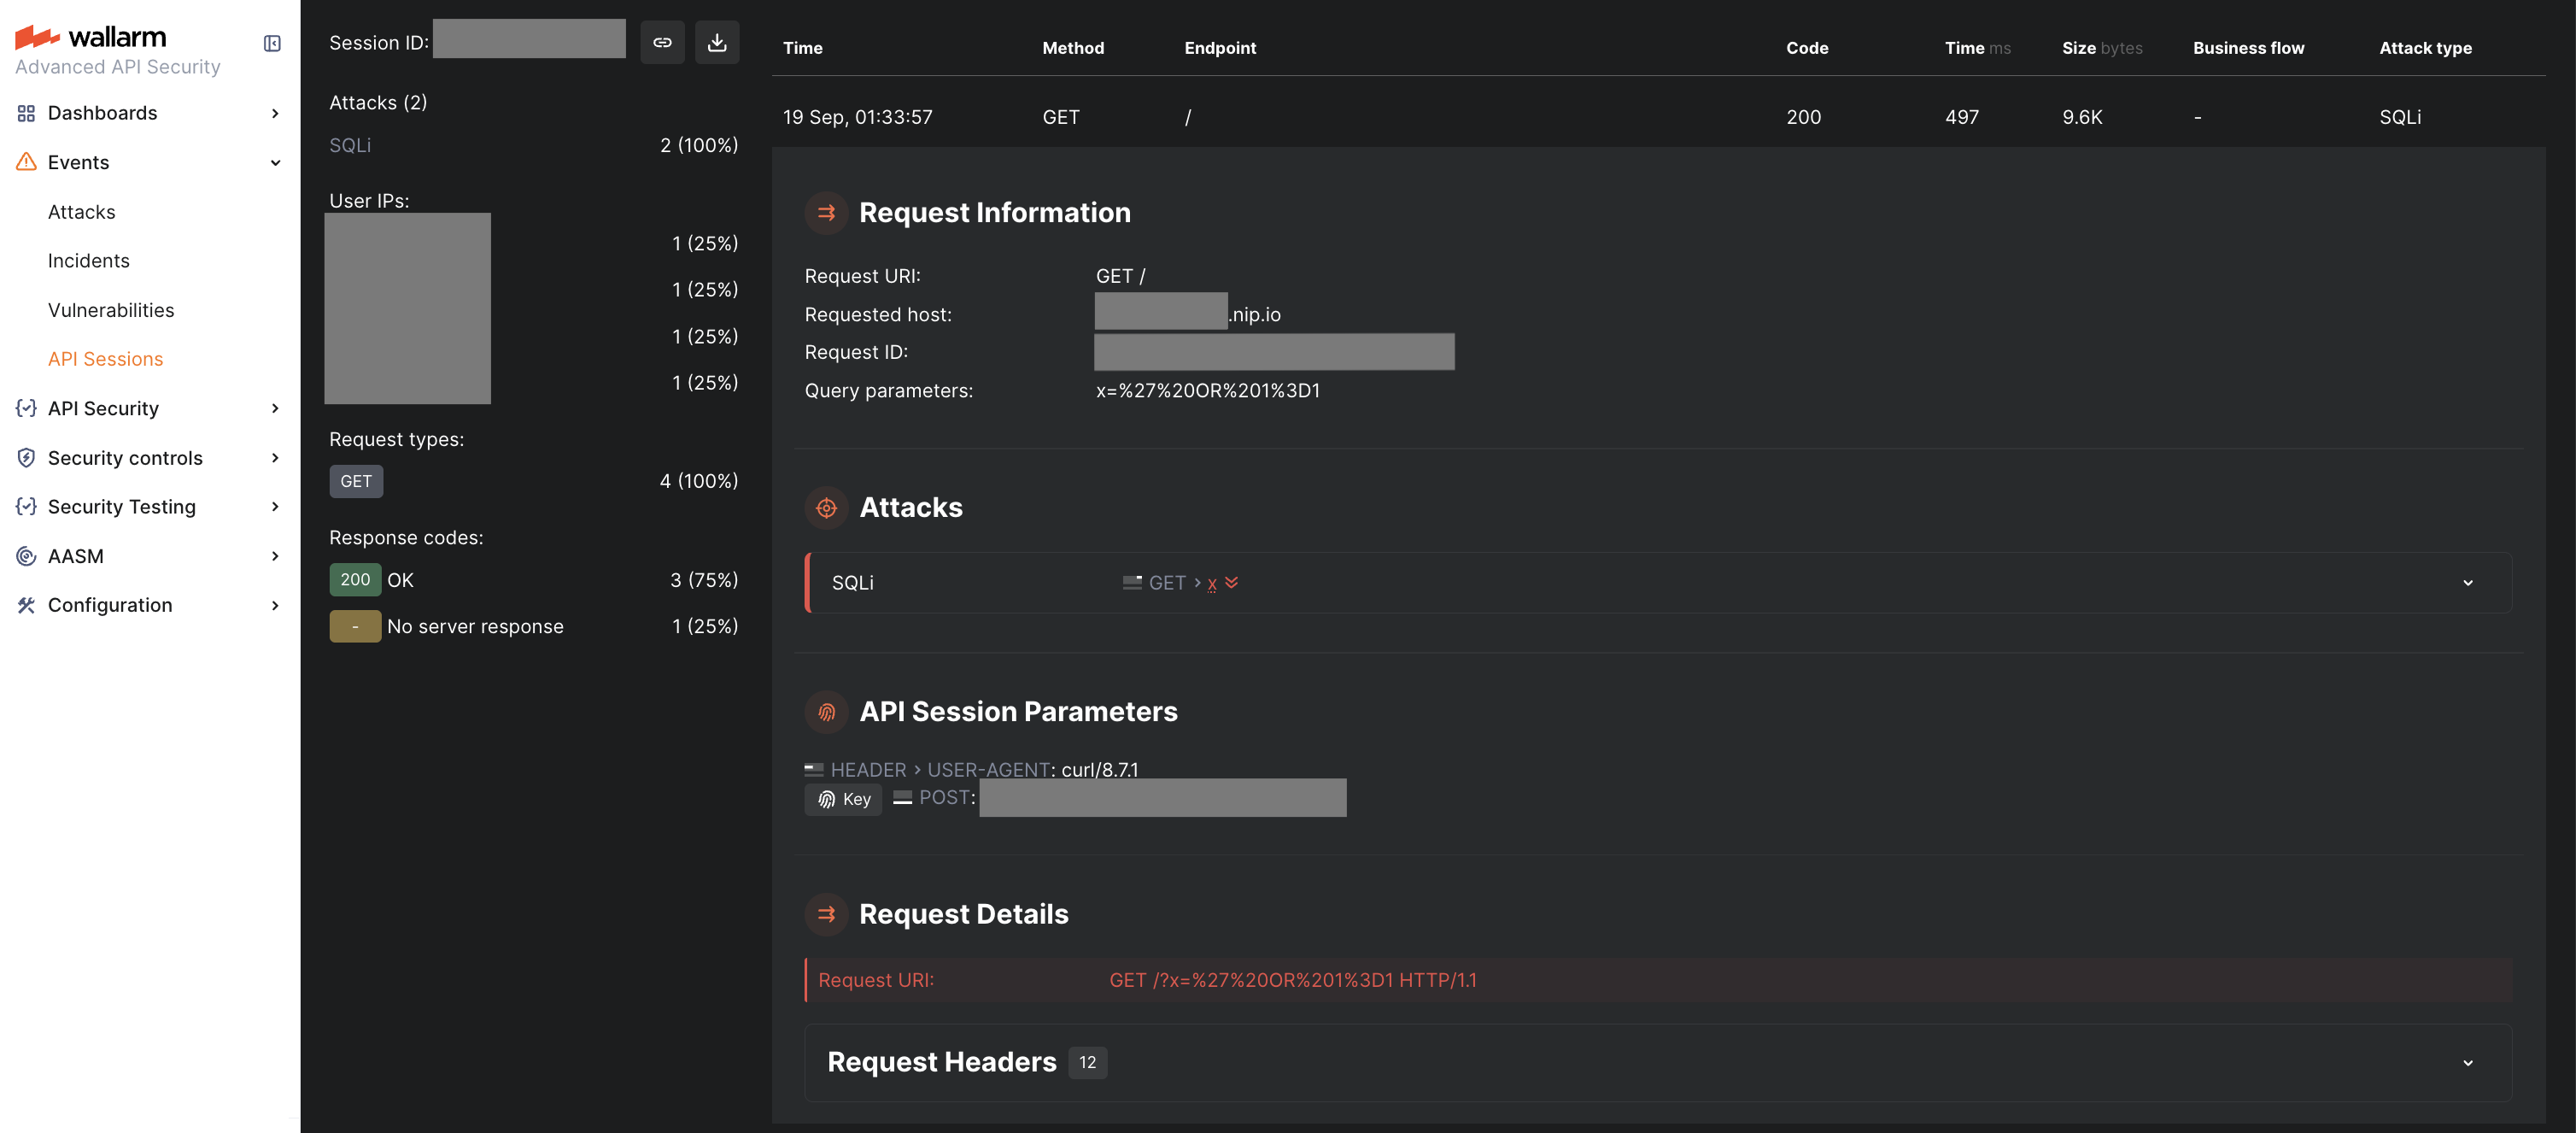 wallarm
Advanced API Security
Dashboards
Events
Attacks
Incidents
Vulnerabilities
API Sessions
API Security
Security controls
Security Testing
AASM
Configuration
Session ID:
Attacks (2)
SQLi 2 (100%)
User IPs:
1 (25%)
1 (25%)
1 (25%)
1 (25%)
Request types:
GET 4 (100%)
Response codes:
200 OK 3 (75%)
- No server response 1 (25%)
Time Method Endpoint Code Time ms Size bytes Business flow Attack type
19 Sep, 01:33:57 GET / 200 497 9.6K - SQLi
Request Information
Request URI: GET /
Requested host: .nip.io
Request ID:
Query parameters: x=%27%20OR%201%3D1
Attacks
SQLi GET › x
API Session Parameters
HEADER › USER-AGENT: curl/8.7.1
Key POST:
Request Details
Request URI: GET /?x=%27%20OR%201%3D1 HTTP/1.1
Request Headers 12